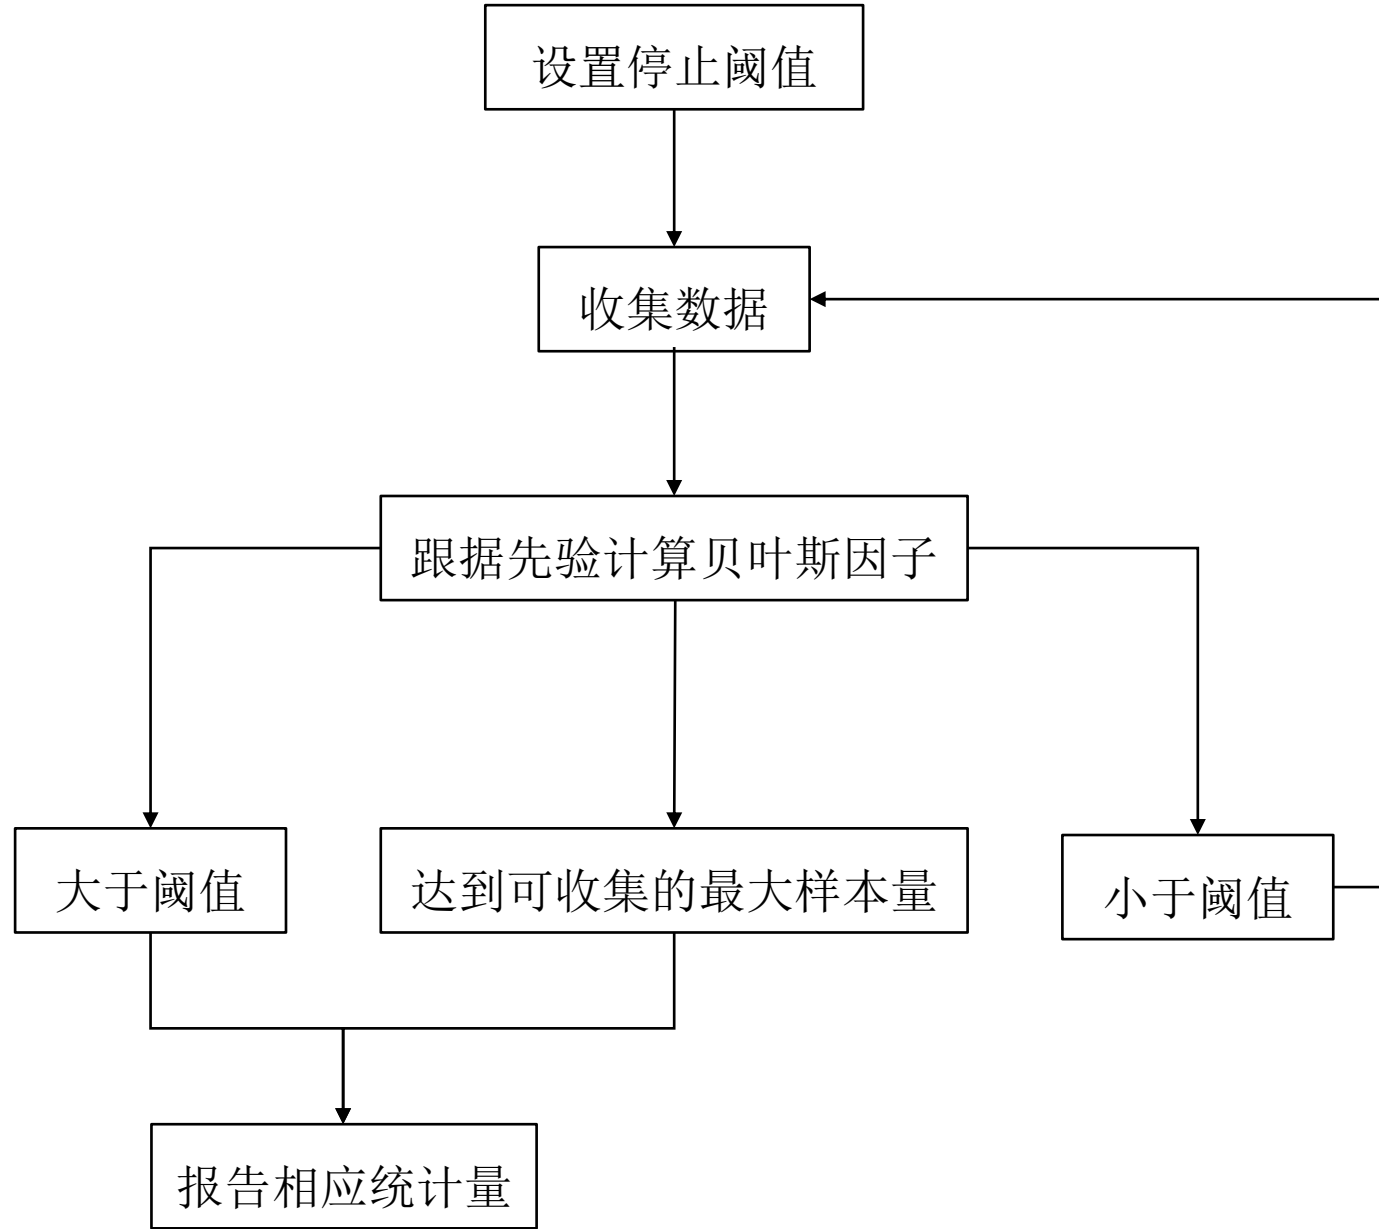 设置停止阈值
收集数据
跟据先验计算贝叶斯因子
大于阈值
达到可收集的最大样本量
小于阈值
报告相应统计量